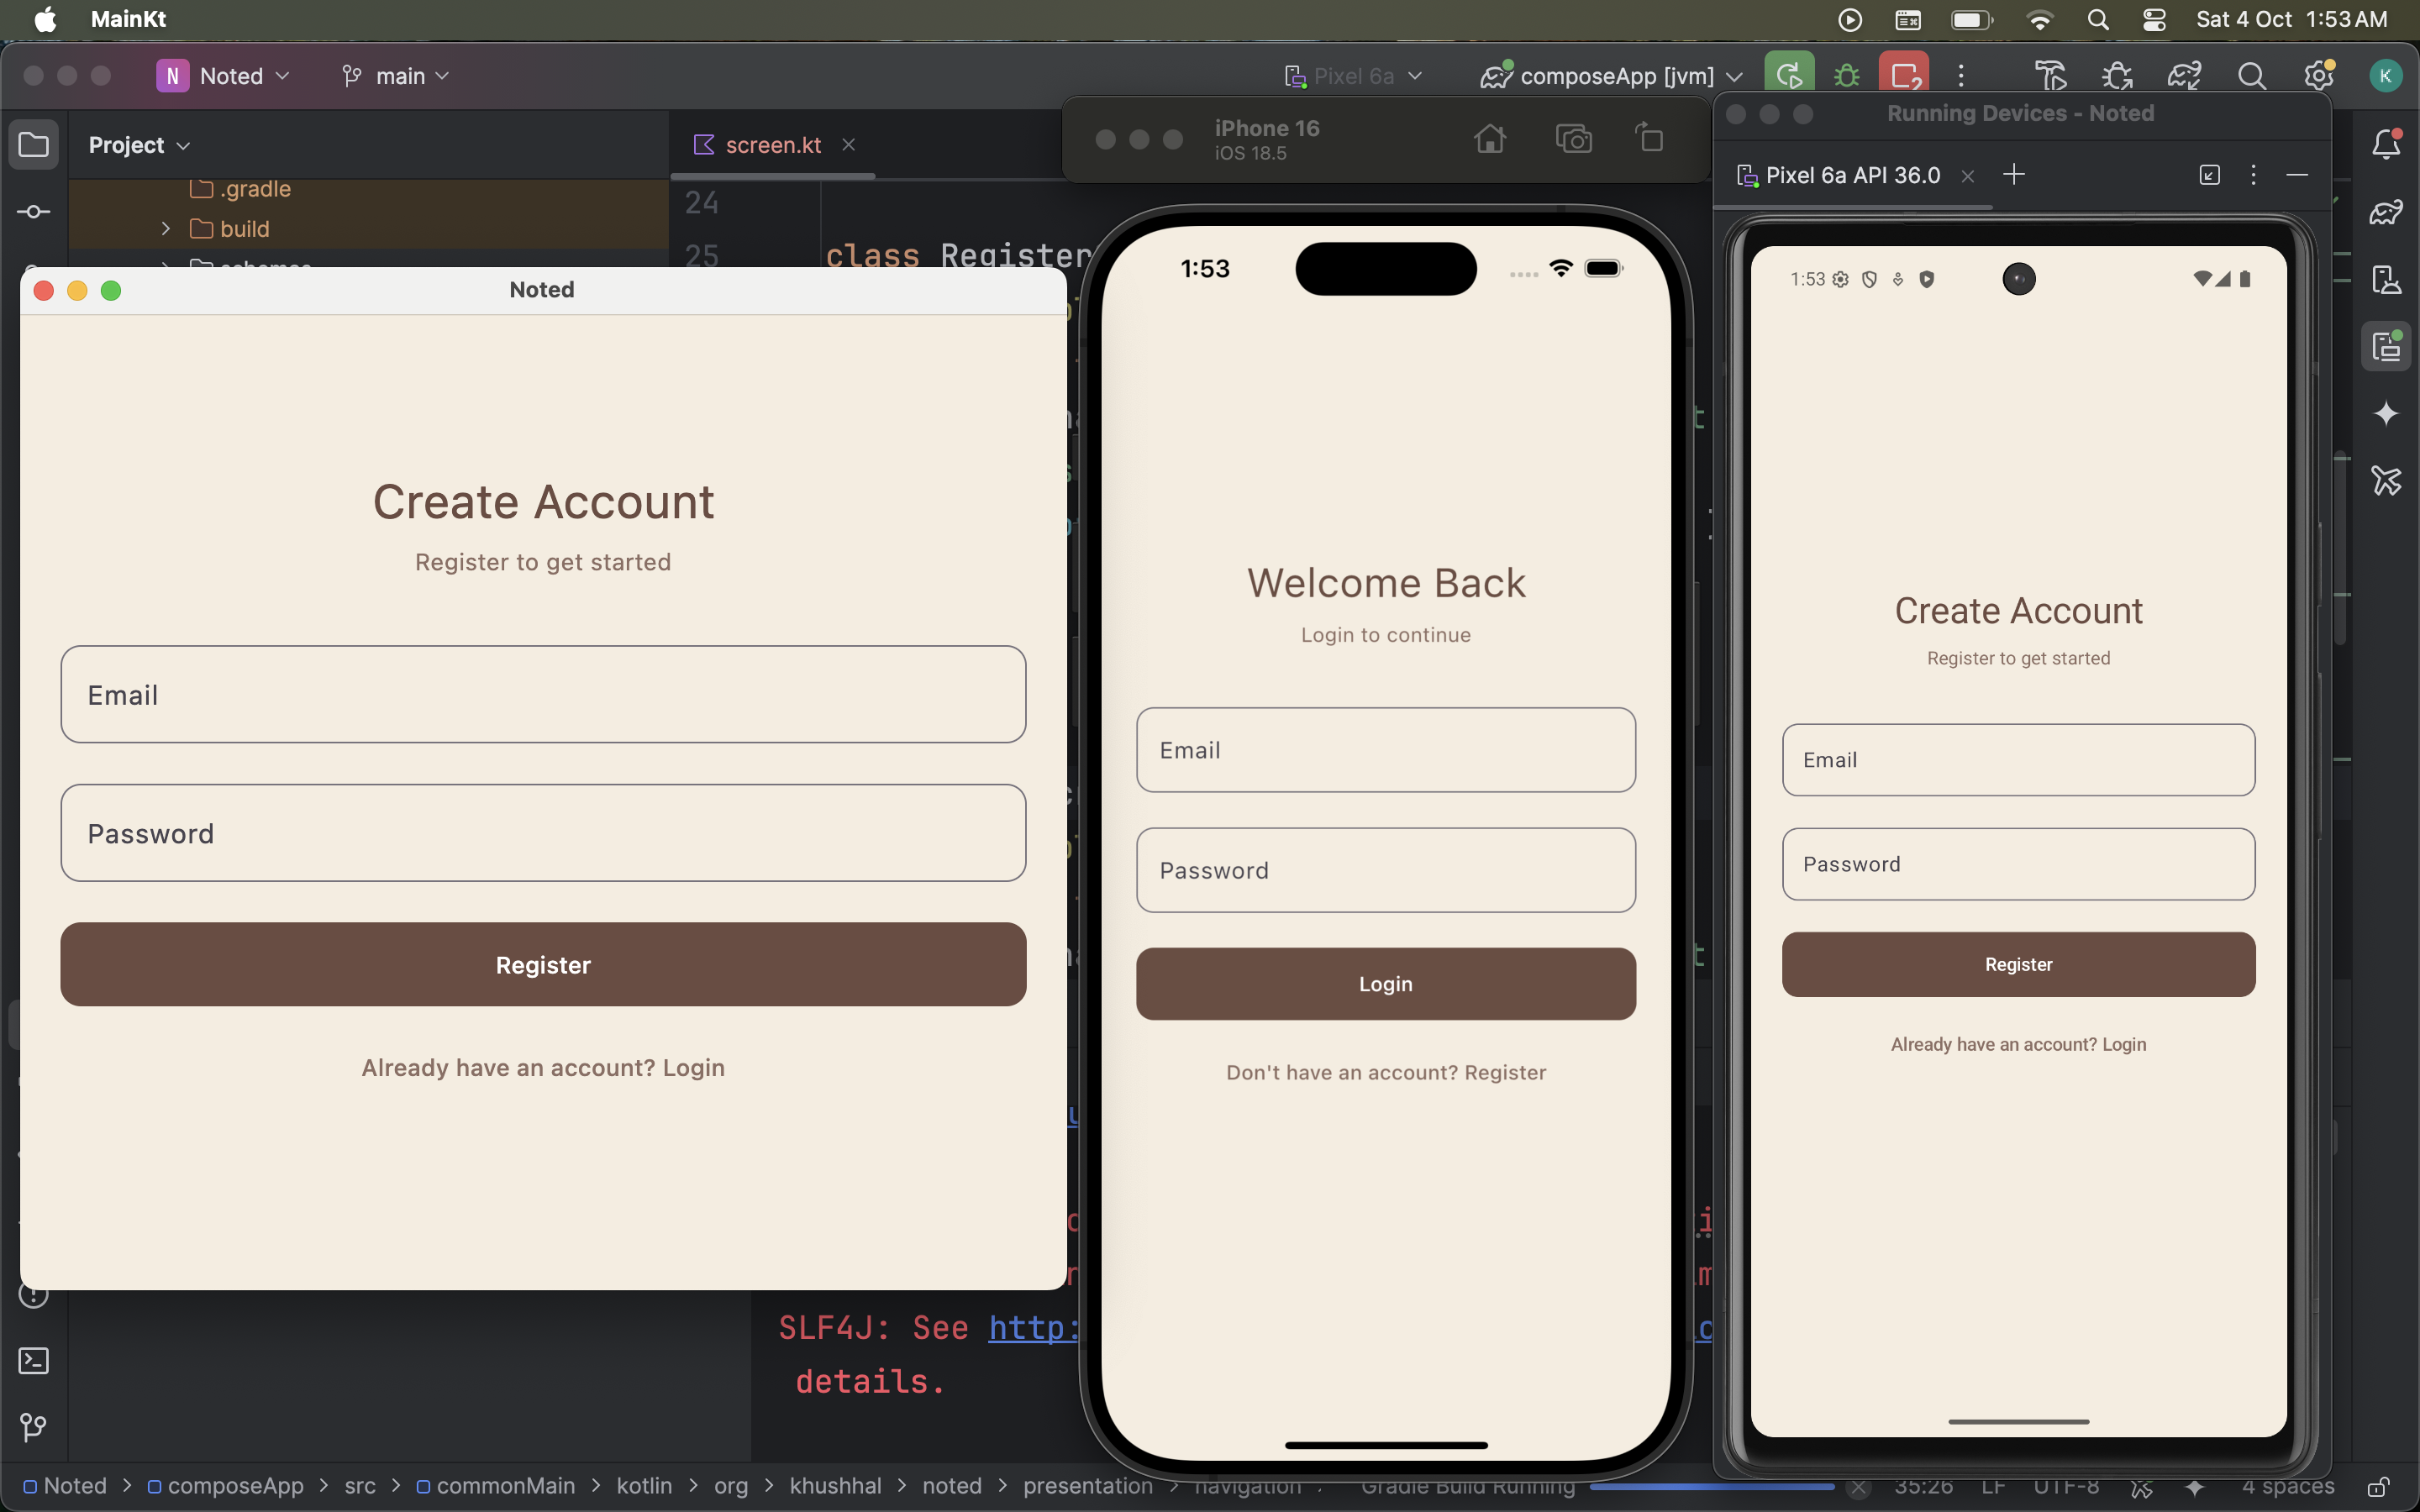 MainKt
Sat 4 Oct 1:53 AM
N Noted
main
Pixel 6a
composeApp [jvm]
K
Project
screen.kt
.gradle
build
24
25
class Register
Noted
Create Account
Register to get started
Email
Password
Register
Already have an account? Login
iPhone 16
iOS 18.5
1:53
Welcome Back
Login to continue
Email
Password
Login
Don't have an account? Register
Running Devices - Noted
Pixel 6a API 36.0
1:53
Create Account
Register to get started
Email
Password
Register
Already have an account? Login
SLF4J: See http:
details.
Noted > composeApp > src > commonMain > kotlin > org > khushhal > noted > presentation > navigation
Gradle Build Running
35:26 LF UTF-8 4 spaces